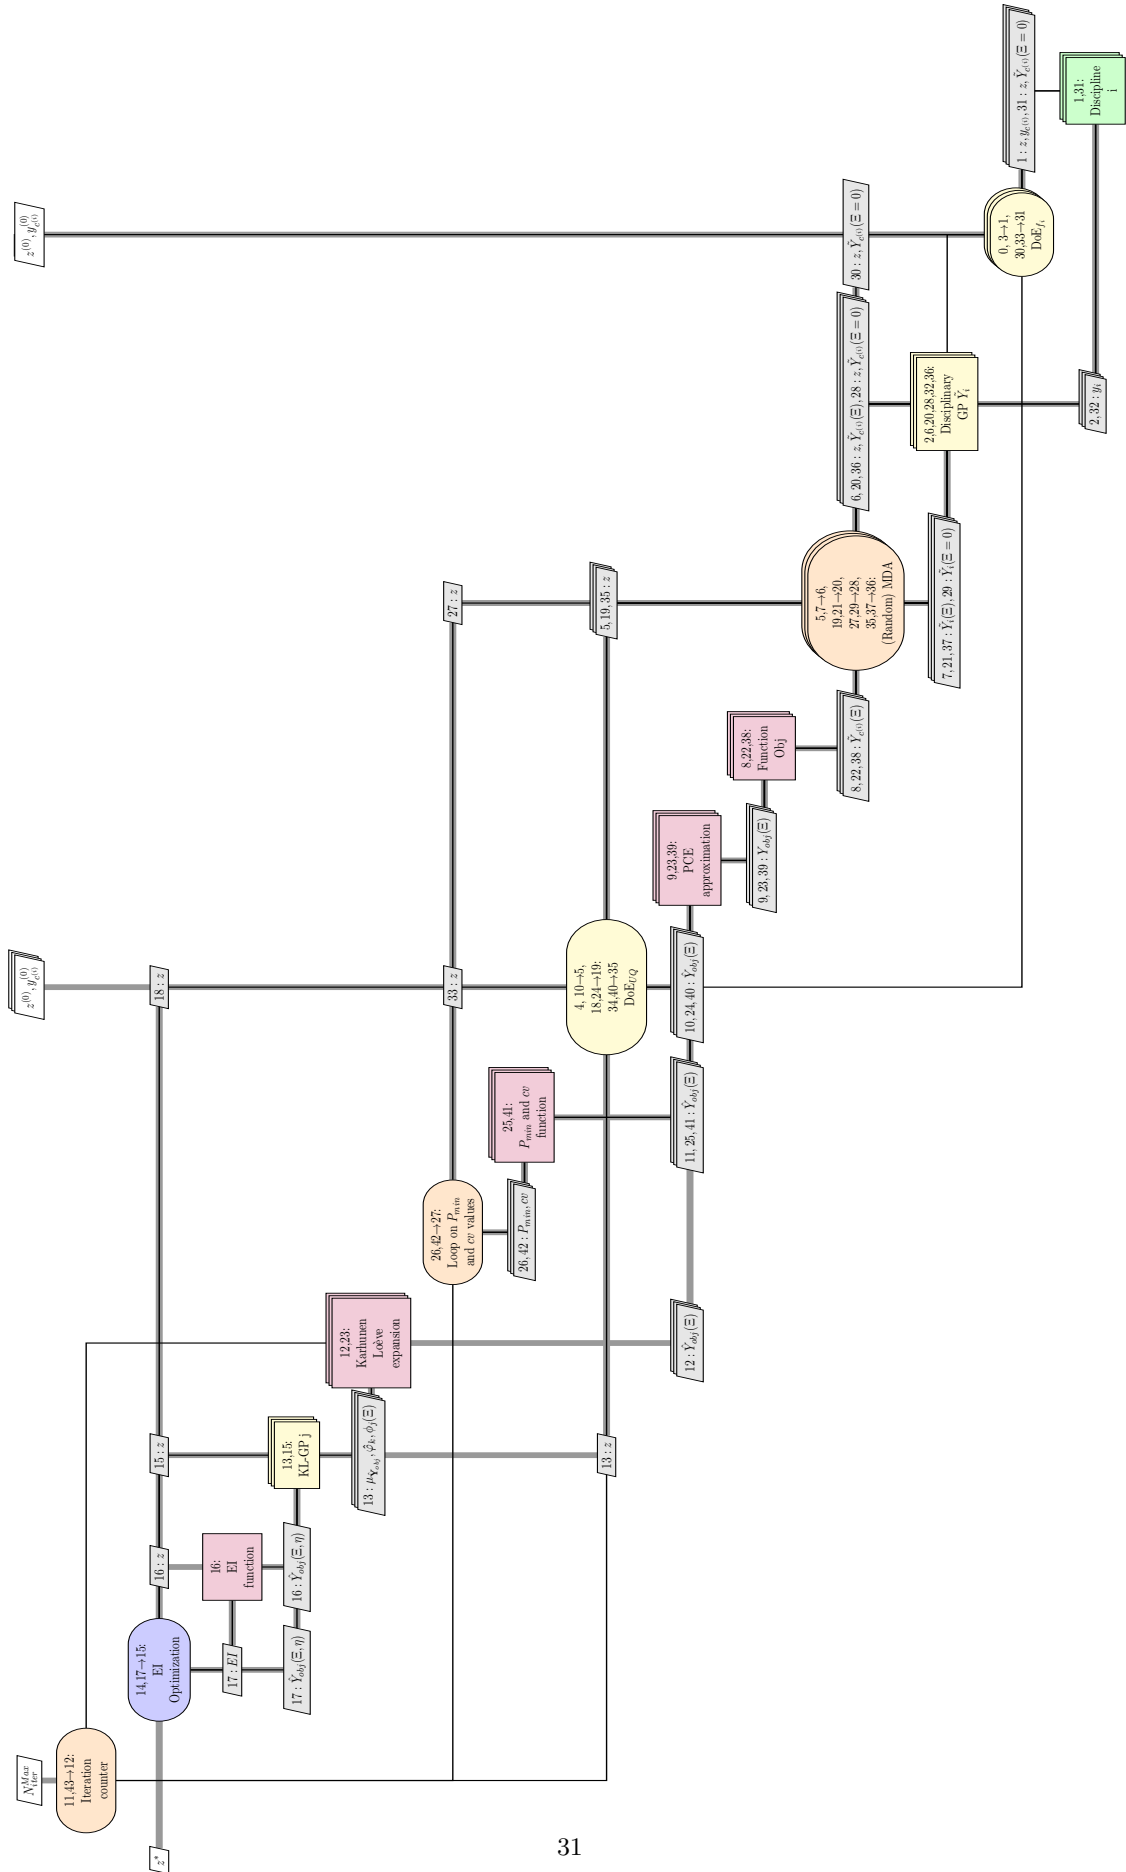 N_{iter}^{Max}
11,43→12:
Iteration
counter
z^*
14,17→15:
EI
Optimization
16 : z
15 : z
18 : z
z^{(0)}, y_{c^{(i)}}^{(0)}
z^{(0)}, y_{c^{(i)}}^{(0)}
17 : EI
16:
EI
function
17 : Ŷ_{obj}(Ξ, η)
16 : Ŷ_{obj}(Ξ, η)
13,15:
KL-GP j
13 : μ_{Ŷ_{obj}}, φ̂_k, ϕ_j(Ξ)
12,23:
Karhunen
Loève
expansion
26,42→27:
Loop on P_{min}
and cv values
33 : z
27 : z
26, 42 : P_{min}, cv
25,41:
P_{min} and cv
function
13 : z
4, 10→5,
18,24→19:
34,40→35
DoE_{UQ}
5, 19, 35 : z
12 : Ŷ_{obj}(Ξ)
11, 25, 41 : Ŷ_{obj}(Ξ)
10, 24, 40 : Ŷ_{obj}(Ξ)
9,23,39:
PCE
approximation
9, 23, 39 : Y_{obj}(Ξ)
8,22,38:
Function
Obj
8, 22, 38 : Ỹ_{c^{(i)}}(Ξ)
5,7→6,
19,21→20,
27,29→28,
35,37→36:
(Random) MDA
6, 20, 36 : z, Ỹ_{c^{(i)}}(Ξ), 28 : z, Ỹ_{c^{(i)}}(Ξ = 0)
30 : z, Ỹ_{c^{(i)}}(Ξ = 0)
7, 21, 37 : Ỹ_i(Ξ), 29 : Ỹ_i(Ξ = 0)
2,6,20,28,32,36:
Disciplinary
GP Ỹ_i
0, 3→1,
30,33→31
DoE_{f_i}
1 : z, y_{c^{(i)}}, 31 : z, Ỹ_{c^{(i)}}(Ξ = 0)
2, 32 : y_i
1,31:
Discipline
i
31